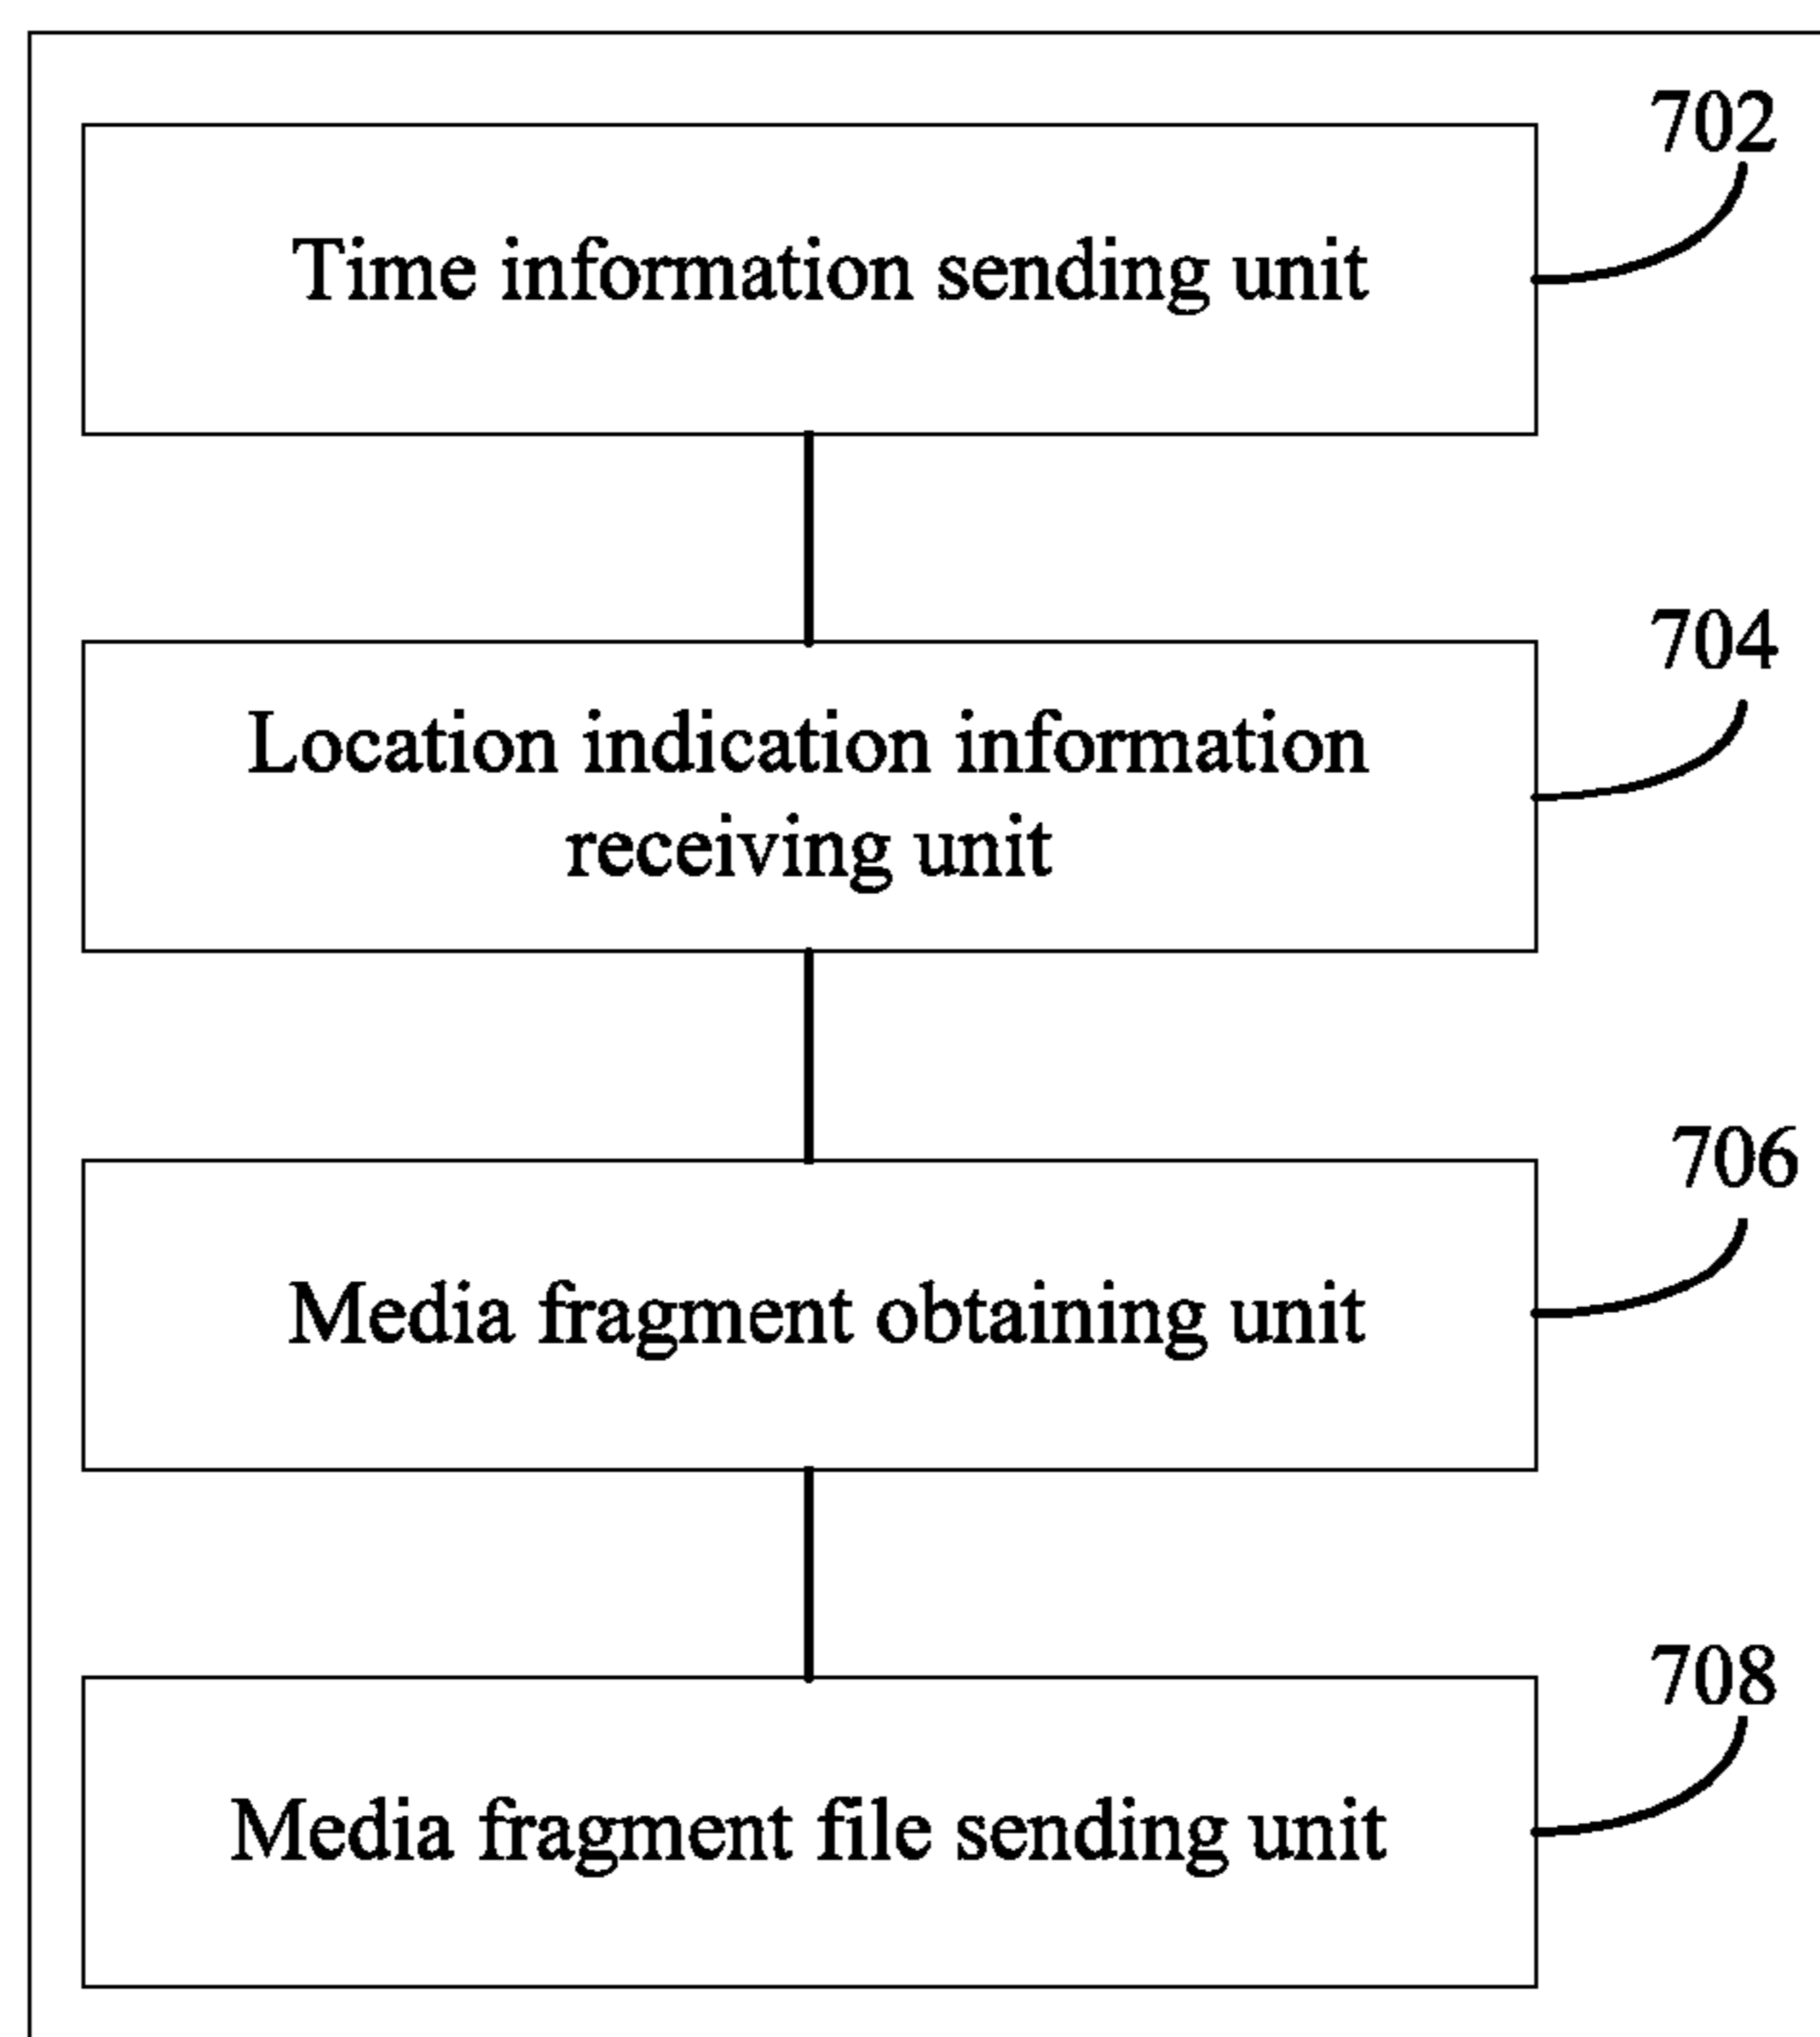 702
Time information sending unit
704
Location indication information
receiving unit
706
Media fragment obtaining unit
708
Media fragment file sending unit